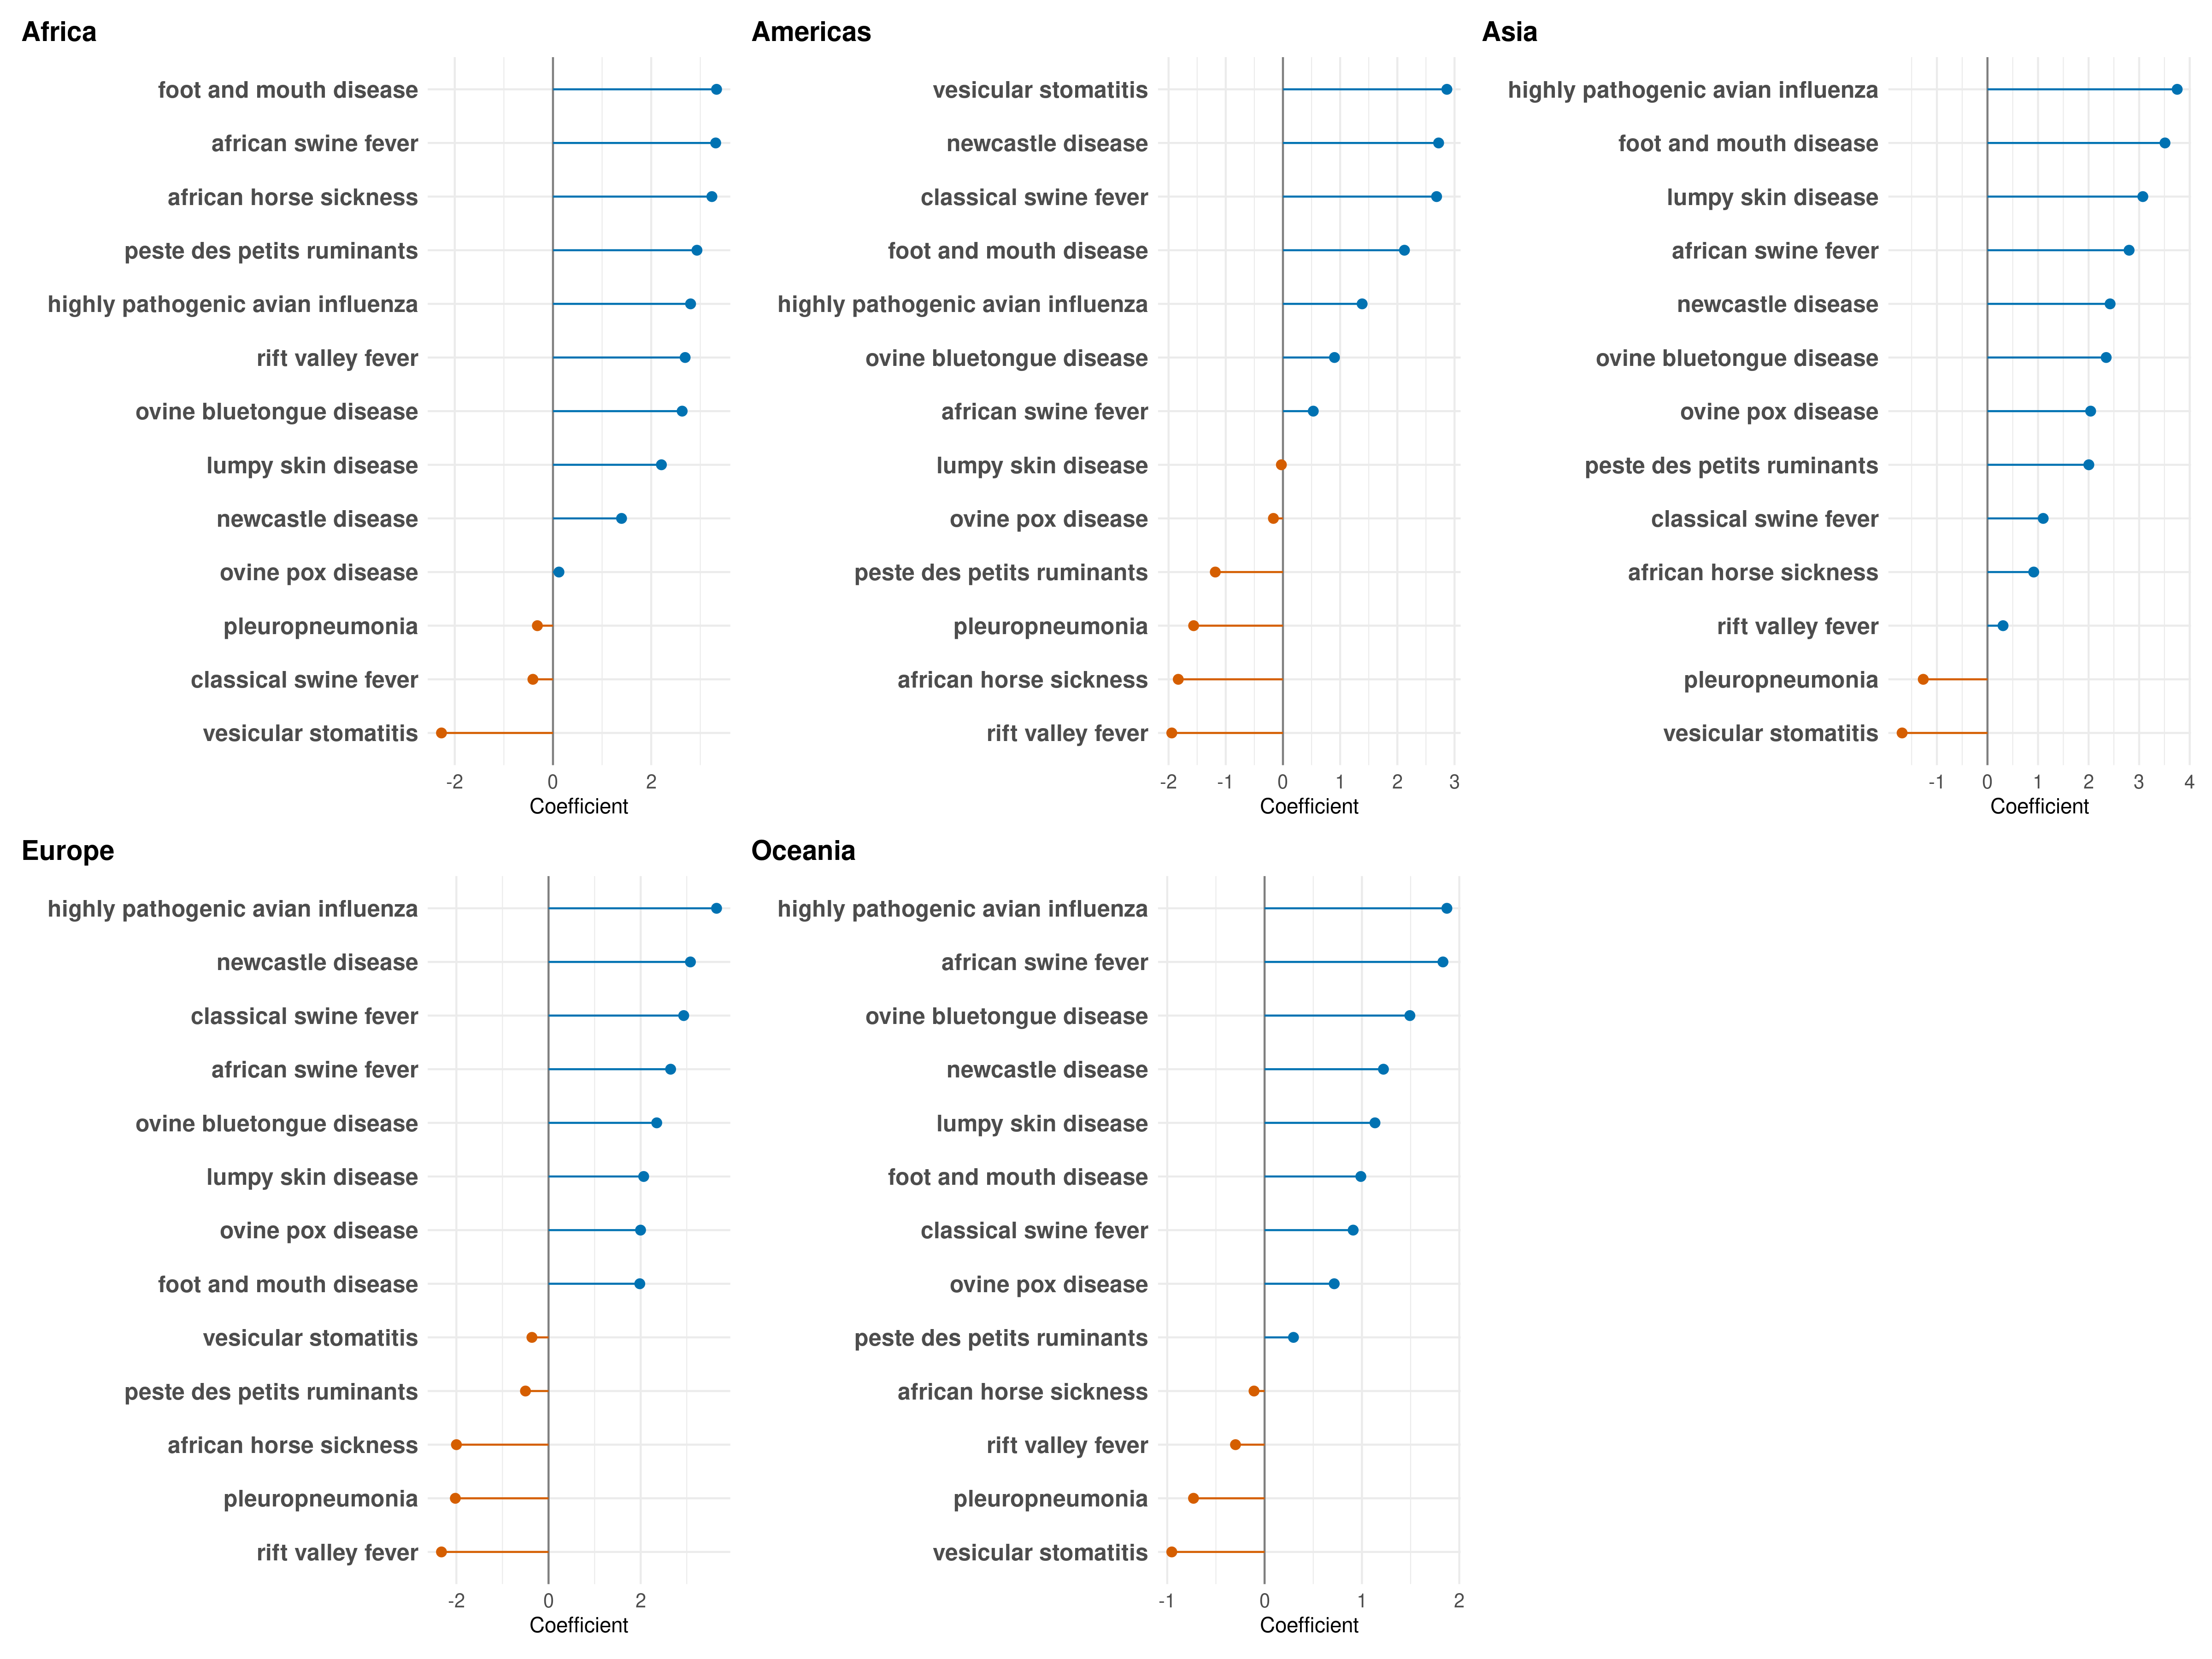 Africa
foot and mouth disease
african swine fever
african horse sickness
peste des petits ruminants
highly pathogenic avian influenza
rift valley fever
ovine bluetongue disease
lumpy skin disease
newcastle disease
ovine pox disease
pleuropneumonia
classical swine fever
vesicular stomatitis
-2 0 2
Coefficient
Americas
vesicular stomatitis
newcastle disease
classical swine fever
foot and mouth disease
highly pathogenic avian influenza
ovine bluetongue disease
african swine fever
lumpy skin disease
ovine pox disease
peste des petits ruminants
pleuropneumonia
african horse sickness
rift valley fever
-2 -1 0 1 2 3
Coefficient
Asia
highly pathogenic avian influenza
foot and mouth disease
lumpy skin disease
african swine fever
newcastle disease
ovine bluetongue disease
ovine pox disease
peste des petits ruminants
classical swine fever
african horse sickness
rift valley fever
pleuropneumonia
vesicular stomatitis
-1 0 1 2 3 4
Coefficient
Europe
highly pathogenic avian influenza
newcastle disease
classical swine fever
african swine fever
ovine bluetongue disease
lumpy skin disease
ovine pox disease
foot and mouth disease
vesicular stomatitis
peste des petits ruminants
african horse sickness
pleuropneumonia
rift valley fever
-2 0 2
Coefficient
Oceania
highly pathogenic avian influenza
african swine fever
ovine bluetongue disease
newcastle disease
lumpy skin disease
foot and mouth disease
classical swine fever
ovine pox disease
peste des petits ruminants
african horse sickness
rift valley fever
pleuropneumonia
vesicular stomatitis
-1 0 1 2
Coefficient